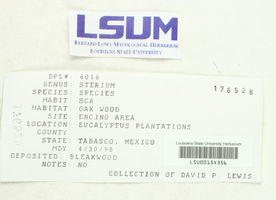 LSUM
BERNARD LOWY MYCOLOGICAL HERBARIUM
LOUISIANA STATE UNIVERSITY
DPL#: 6016
176528
GENUS: STERIUM
SPECIES: SPECIES
HABIT SCA
HABITAT OAK WOOD
SITE: ENCINO AREA
LOCATION: EUCALYPTUS PLANTATIONS
COUNTY:
STATE: TABASCO, MEXICO
MDY: 4/30/98
DEPOSITED: BLEAKWOOD
NOTES: NO
Louisiana State University Herbarium
LSU00154356
COLLECTION OF DAVID P. LEWIS